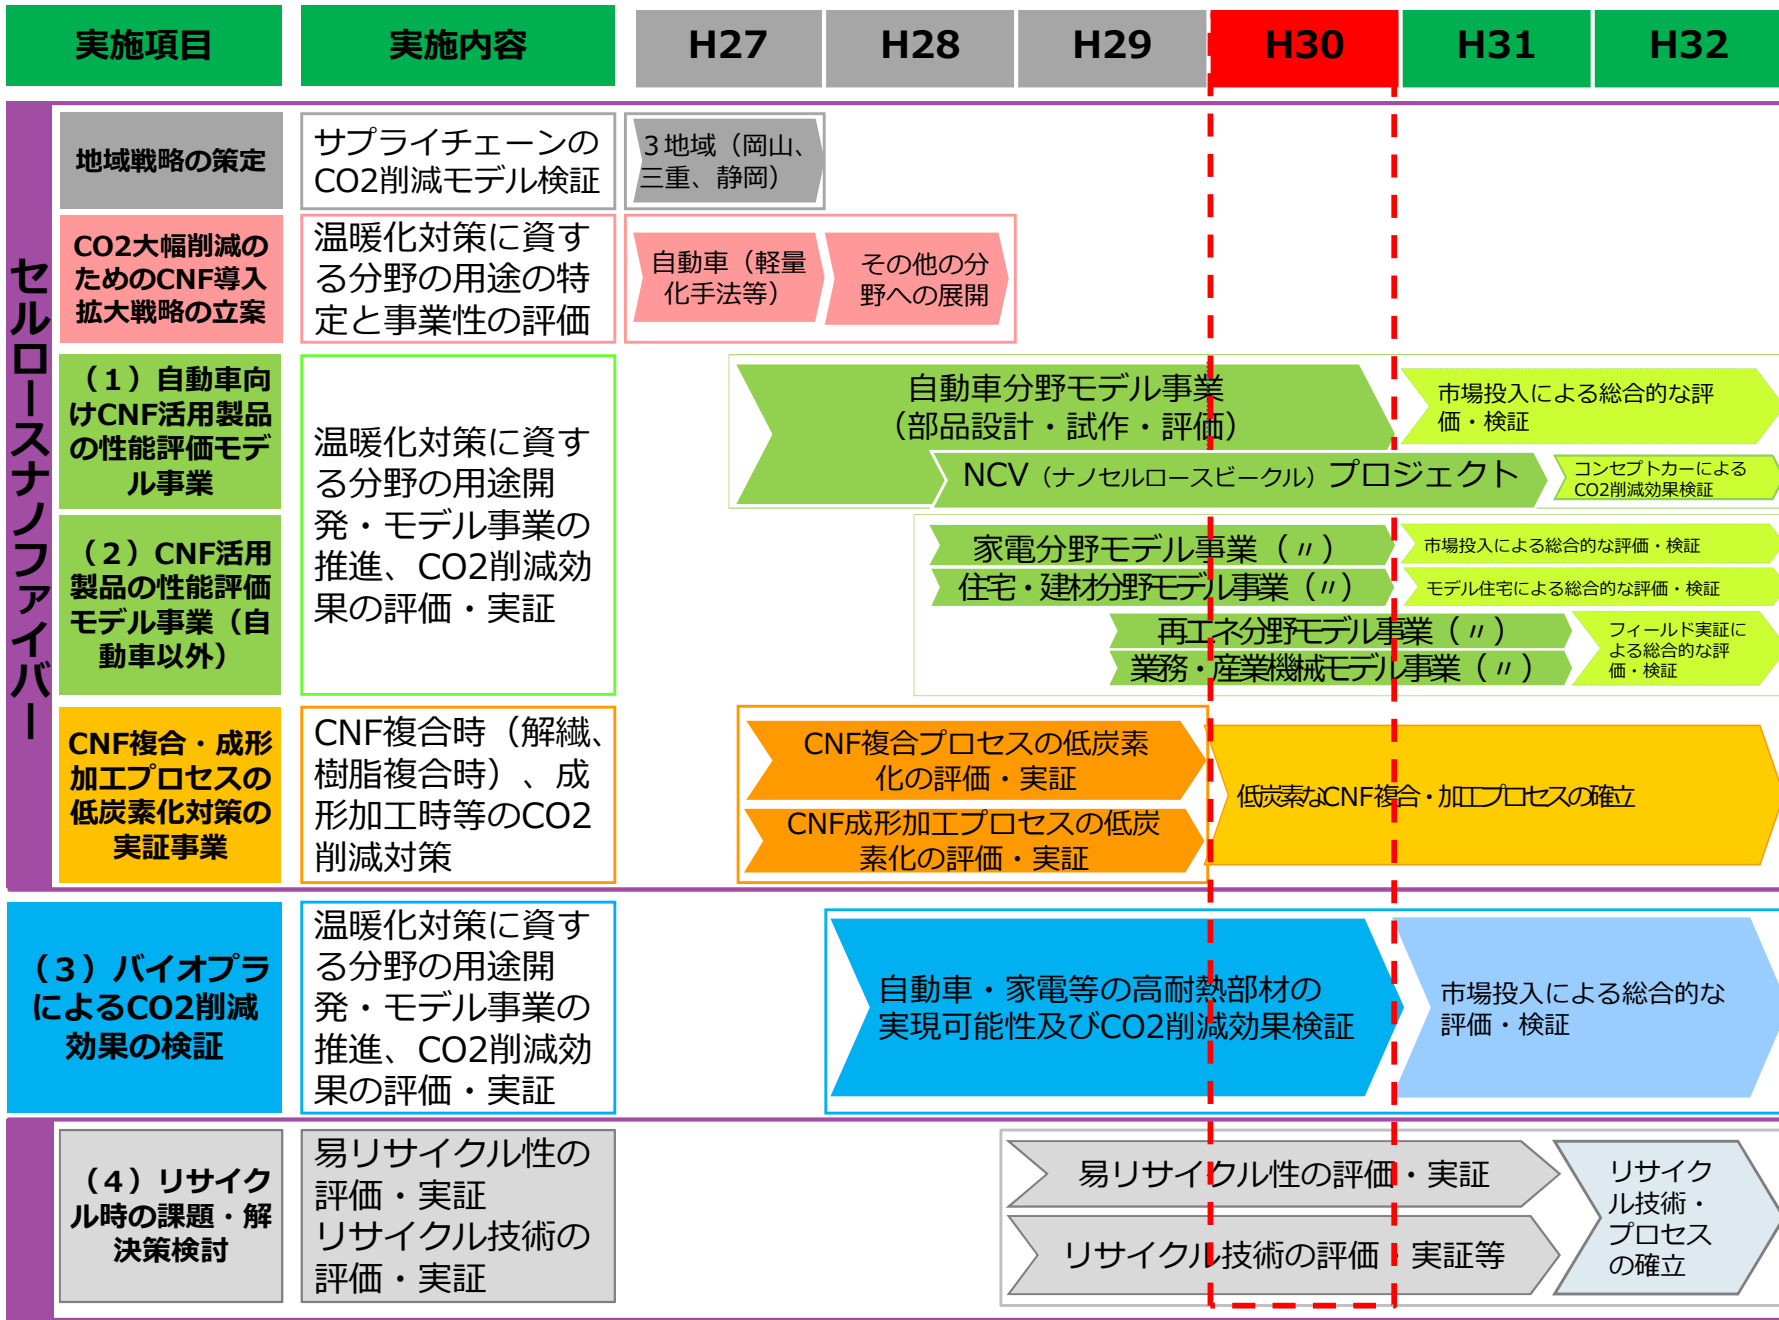 実施項目
実施内容
H27
H28
H29
H30
H31
H32
セルロースナノファイバー
地域戦略の策定
サプライチェーンの
CO2削減モデル検証
３地域（岡山、
三重、静岡）
CO2大幅削減の
ためのCNF導入
拡大戦略の立案
温暖化対策に資す
る分野の用途の特
定と事業性の評価
自動車（軽量
化手法等）
その他の分
野への展開
（１）自動車向
けCNF活用製品
の性能評価モデ
ル事業
温暖化対策に資す
る分野の用途開
発・モデル事業の
推進、CO2削減効
果の評価・実証
自動車分野モデル事業
（部品設計・試作・評価）
市場投入による総合的な評
価・検証
NCV（ナノセルロースビークル）プロジェクト
コンセプトカーによる
CO2削減効果検証
（２）CNF活用
製品の性能評価
モデル事業（自
動車以外）
家電分野モデル事業（〃）
市場投入による総合的な評価・検証
住宅・建材分野モデル事業（〃）
モデル住宅による総合的な評価・検証
再エネ分野モデル事業（〃）
業務・産業機械モデル事業（〃）
フィールド実証に
よる総合的な評
価・検証
CNF複合・成形
加工プロセスの
低炭素化対策の
実証事業
CNF複合時（解繊、
樹脂複合時）、成
形加工時等のCO2
削減対策
CNF複合プロセスの低炭素
化の評価・実証
CNF成形加工プロセスの低炭
素化の評価・実証
低炭素なCNF複合・加工プロセスの確立
（３）バイオプラ
によるCO2削減
効果の検証
温暖化対策に資す
る分野の用途開
発・モデル事業の
推進、CO2削減効
果の評価・実証
自動車・家電等の高耐熱部材の
実現可能性及びCO2削減効果検証
市場投入による総合的な
評価・検証
（４）リサイク
ル時の課題・解
決策検討
易リサイクル性の
評価・実証
リサイクル技術の
評価・実証
易リサイクル性の評価・実証
リサイクル技術の評価・実証等
リサイク
ル技術・
プロセス
の確立